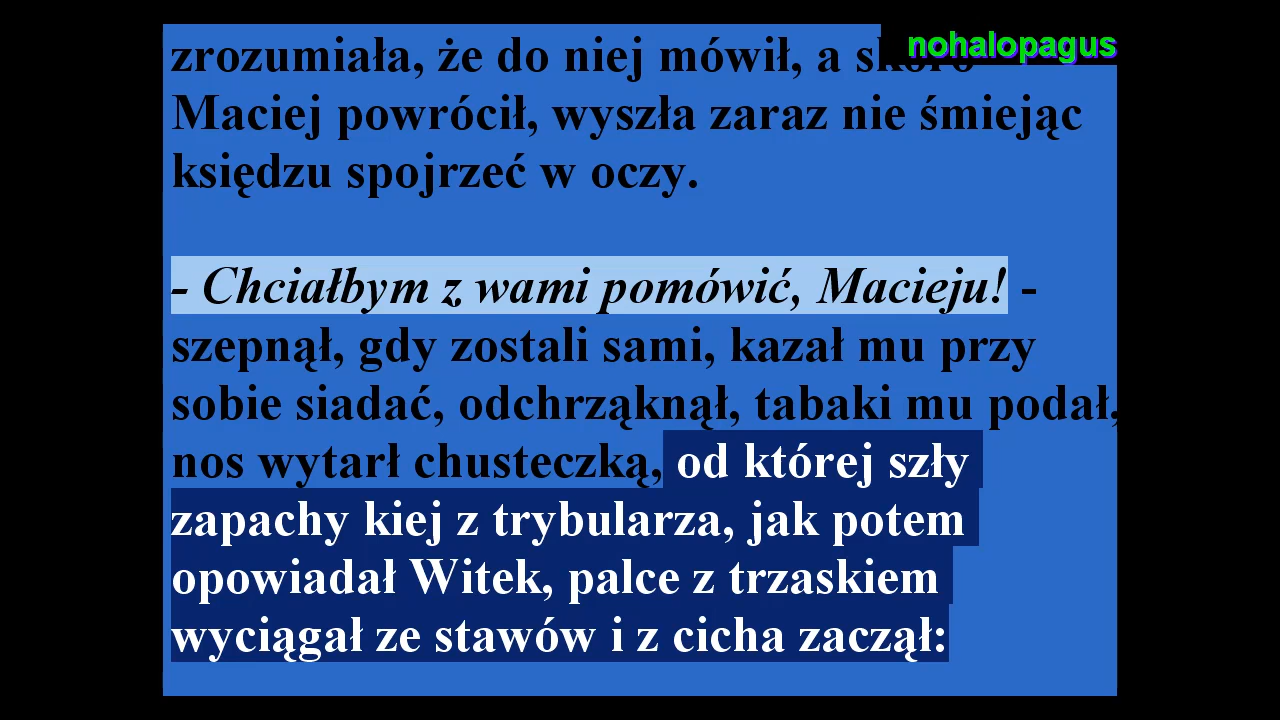 zrozumiała, że do niej mówił, a skoro
nohalopagus
Maciej powrócił, wyszła zaraz nie śmiejąc
księdzu spojrzeć w oczy.
- Chciałbym z wami pomówić, Macieju! -
szepnął, gdy zostali sami, kazał mu przy
sobie siadać, odchrząknął, tabaki mu podał,
nos wytarł chusteczką, od której szły
zapachy kiej z trybularza, jak potem
opowiadał Witek, palce z trzaskiem
wyciągał ze stawów i z cicha zaczął: